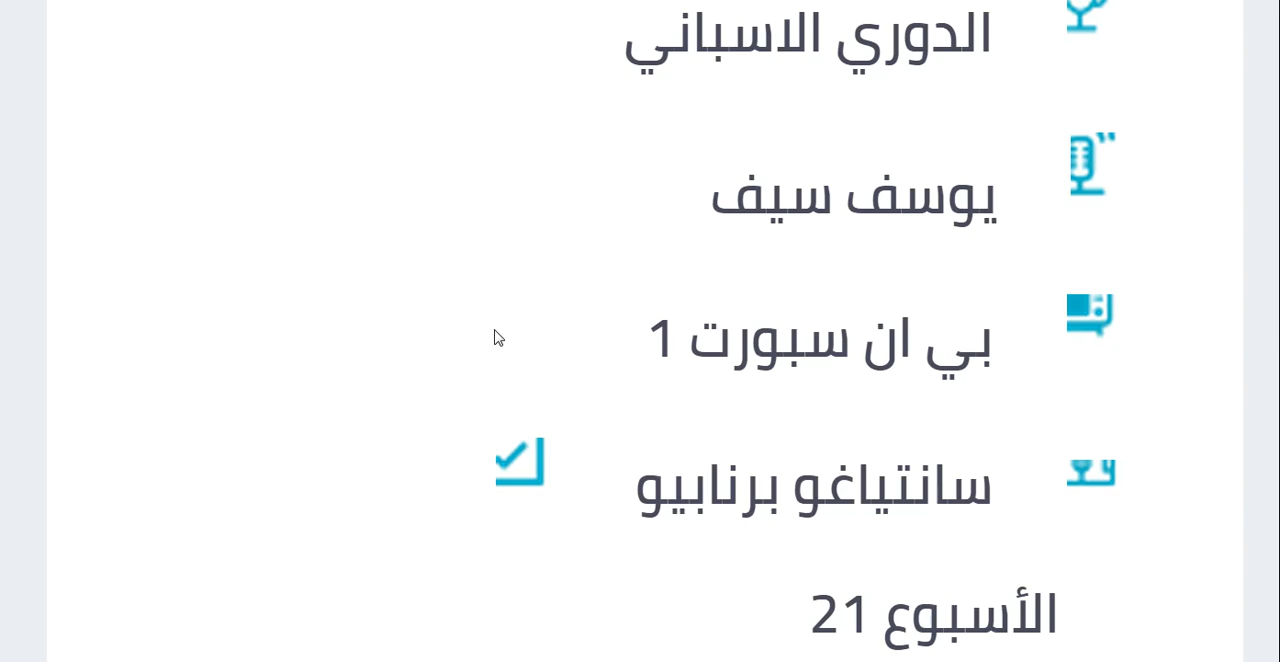 الدوري الاسباني
يوسف سيف
بي ان سبورت 1
سانتياغو برنابيو
الأسبوع 21